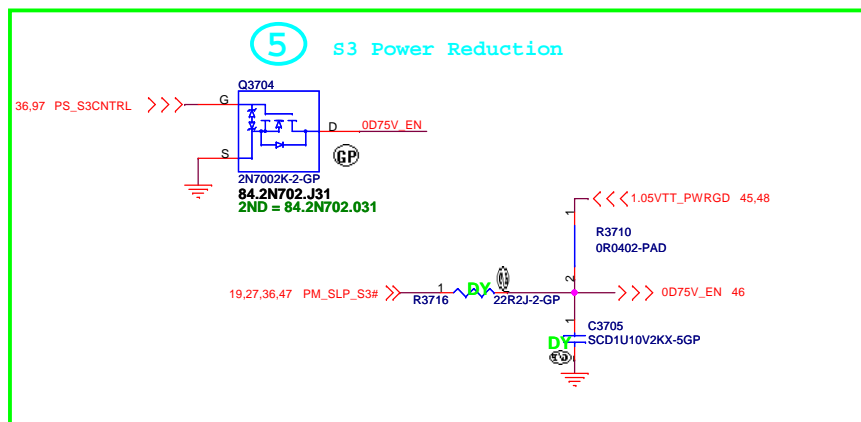 5 S3 Power Reduction
Q3704
36,97 PS_S3CNTRL
G
D
0D75V_EN
S
GP
2N7002K-2-GP
84.2N702.J31
2ND = 84.2N702.031
1.05VTT_PWRGD 45,48
1
R3710
0R0402-PAD
2
19,27,36,47 PM_SLP_S3#
1
DY
R3716
22R2J-2-GP
0D75V_EN 46
1
C3705
DY
SCD1U10V2KX-5GP